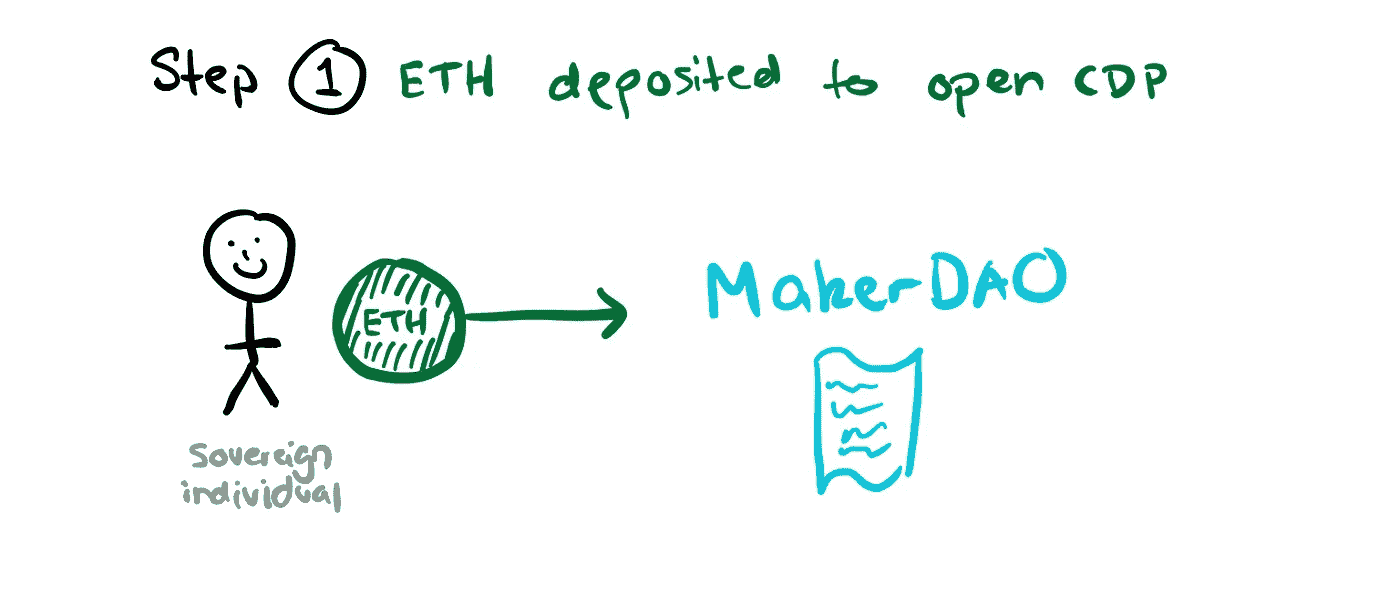 Step 1 ETH deposited to open CDP
ETH
MakerDAO
Sovereign
individual